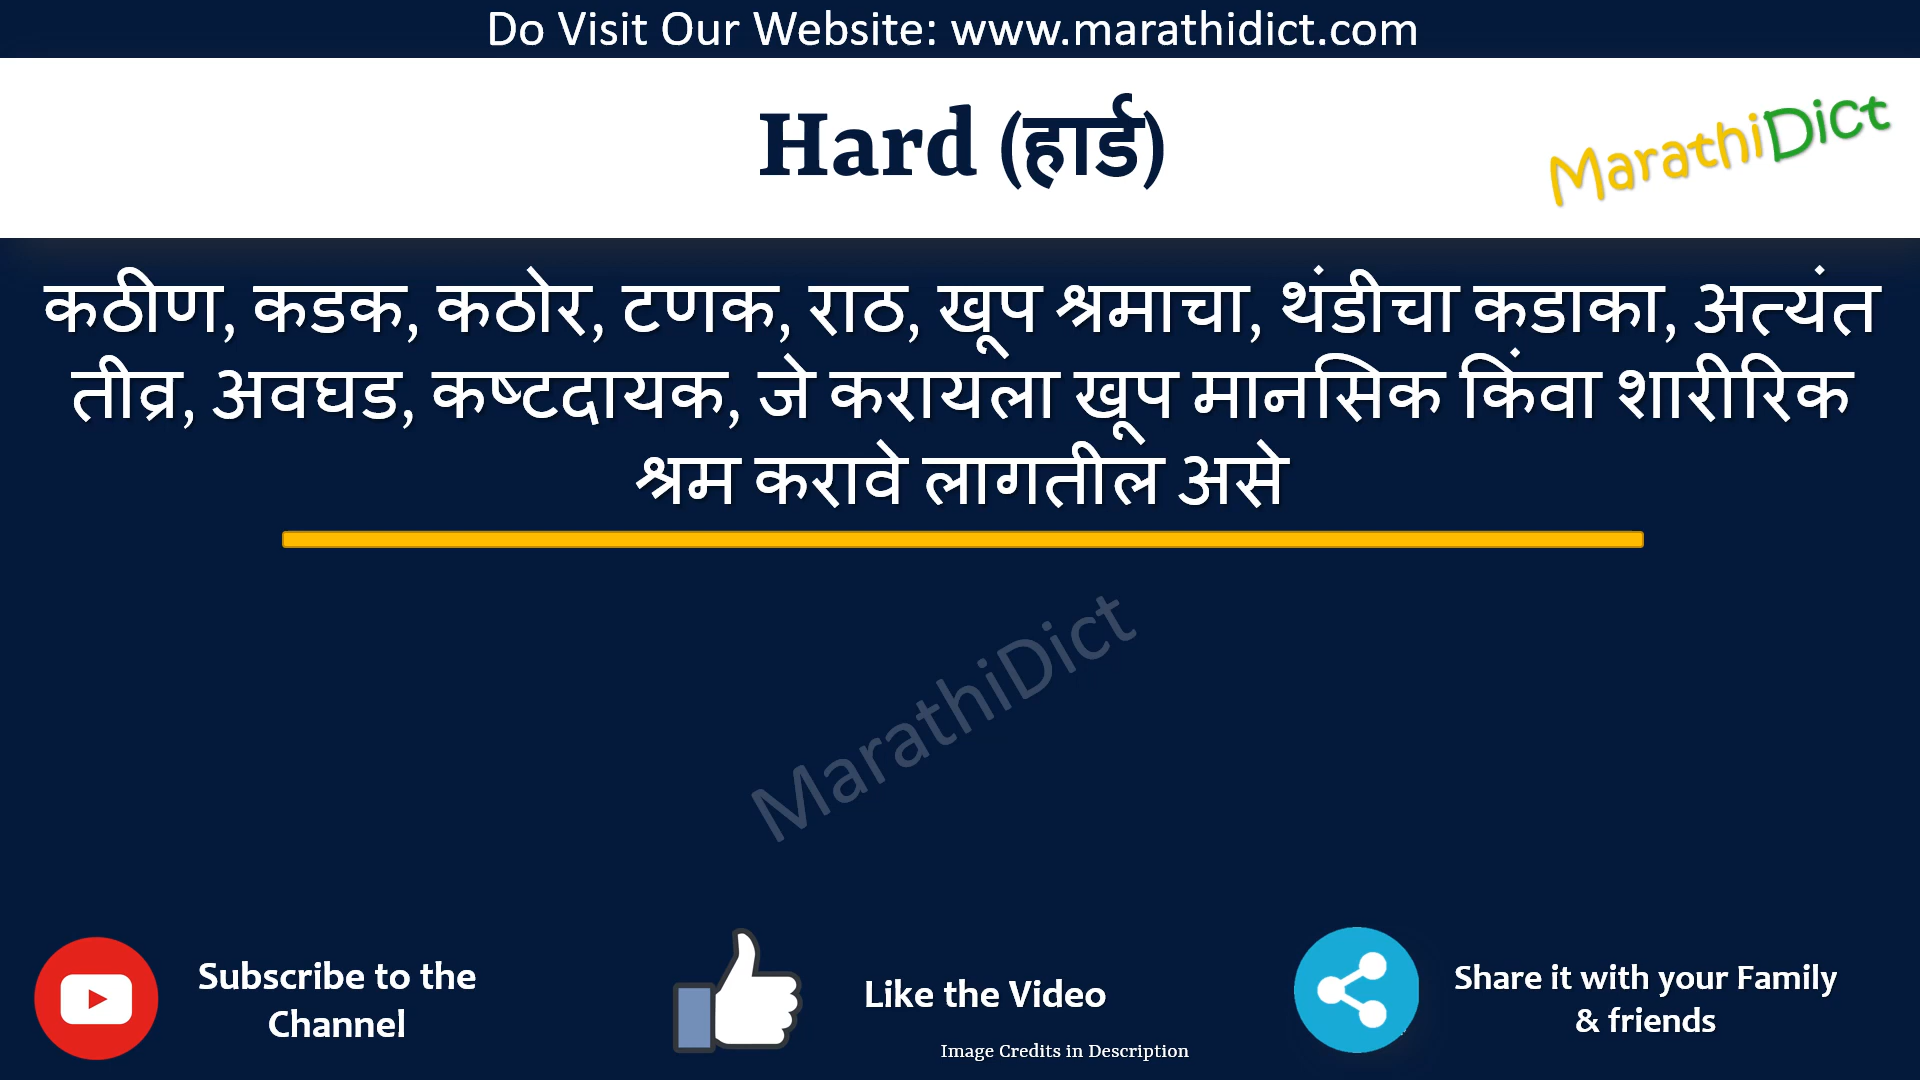 Do Visit Our Website: www.marathidict.com
Hard (हार्ड)
MarathiDict
कठीण, कडक, कठोर, टणक, राठ, खूप श्रमाचा, थंडीचा कडाका, अत्यंत
तीव्र, अवघड, कष्टदायक, जे करायला खूप मानसिक किंवा शारीरिक
श्रम करावे लागतील असे
MarathiDict
Subscribe to the
Channel
Like the Video
Share it with your Family
& friends
Image Credits in Description